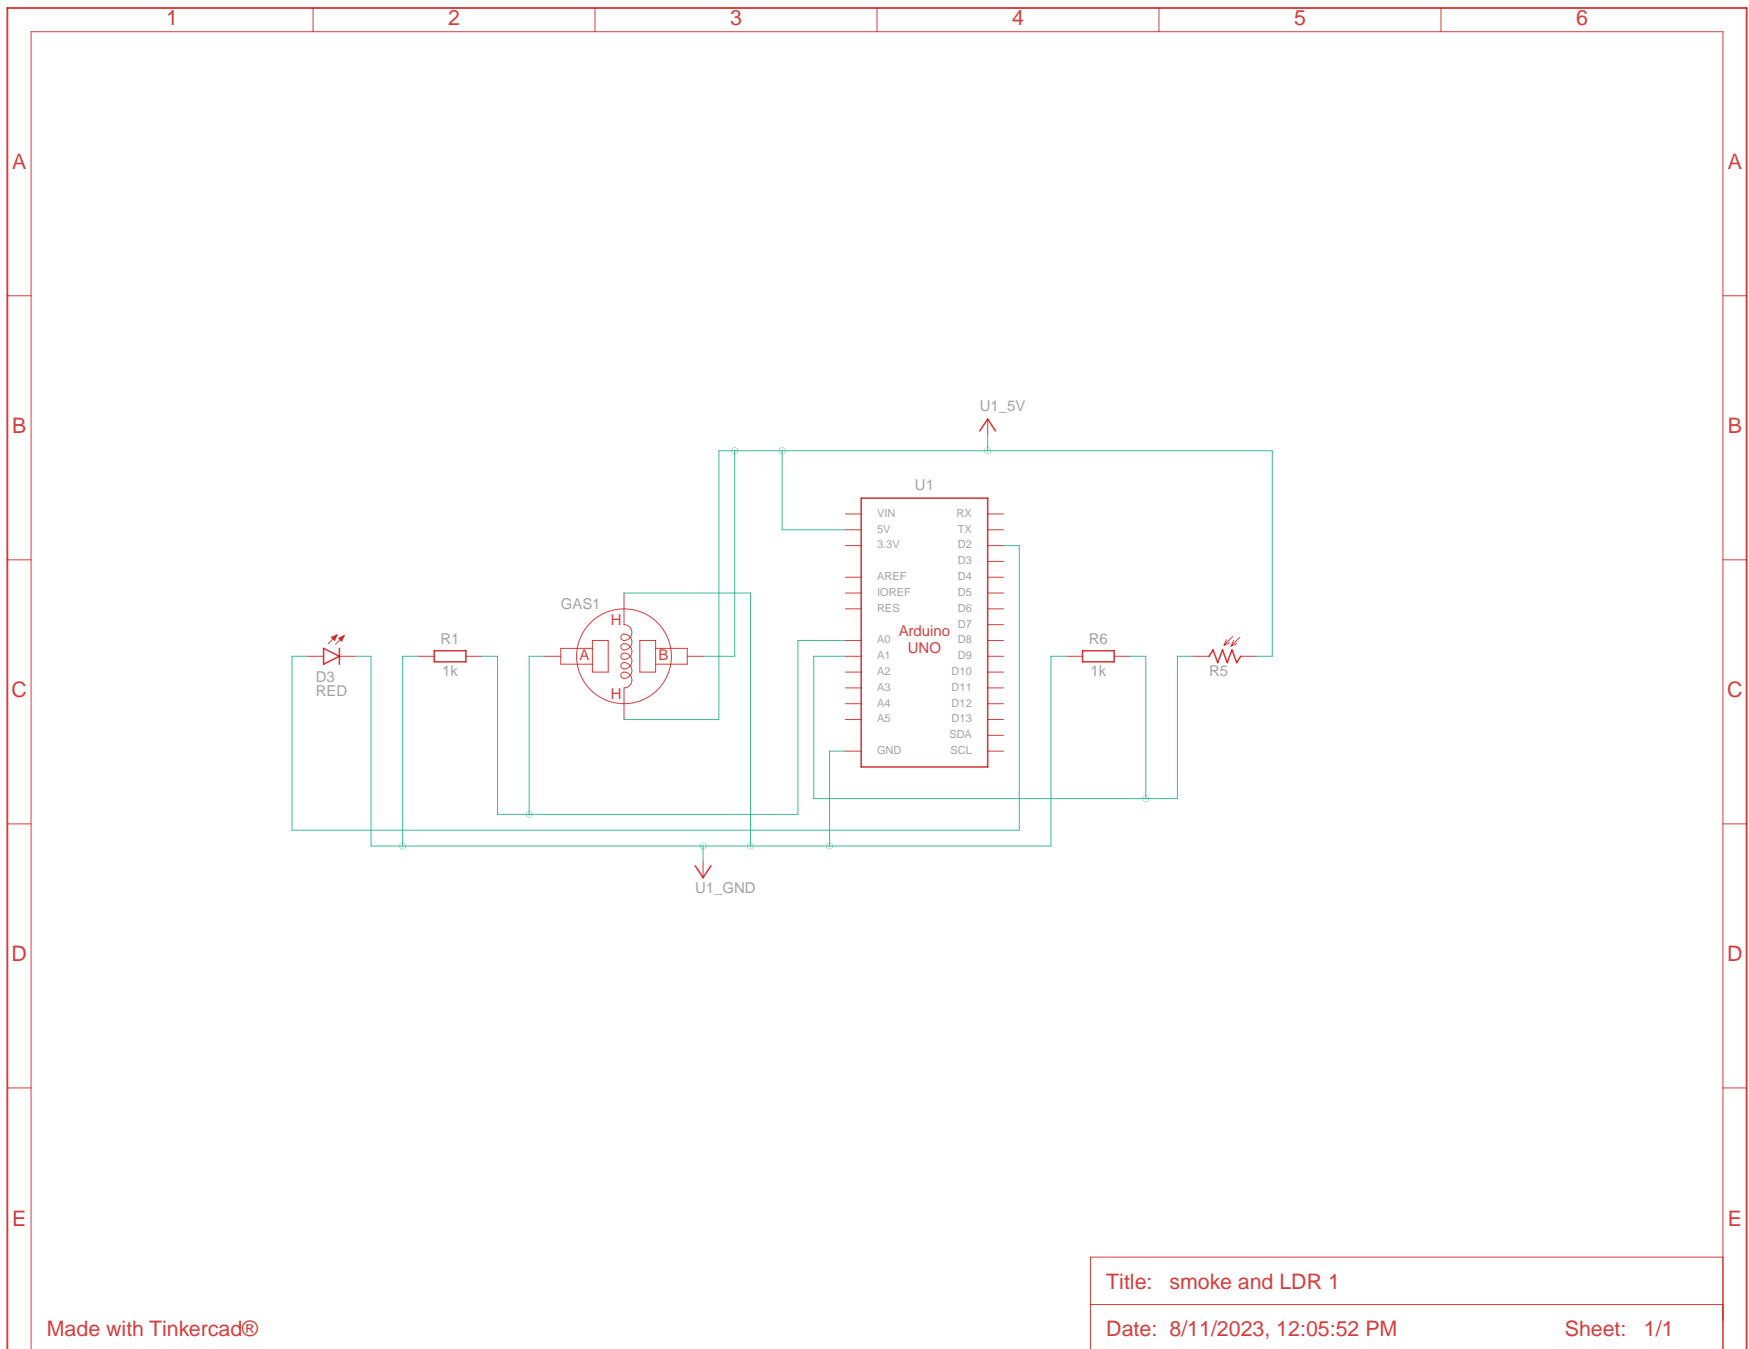 1 2 3 4 5 6
A A
B B
C C
D D
E E
U1_5V
U1
VIN RX
5V TX
3.3V D2
D3
AREF D4
IOREF D5
RES D6
D7
A0 D8
A1 D9
A2 D10
A3 D11
A4 D12
A5 D13
SDA
GND SCL
Arduino
UNO
GAS1
H
A B
H
R1
1k
D3
RED
R6
1k
R5
U1_GND
Title: smoke and LDR 1
Date: 8/11/2023, 12:05:52 PM Sheet: 1/1
Made with Tinkercad®